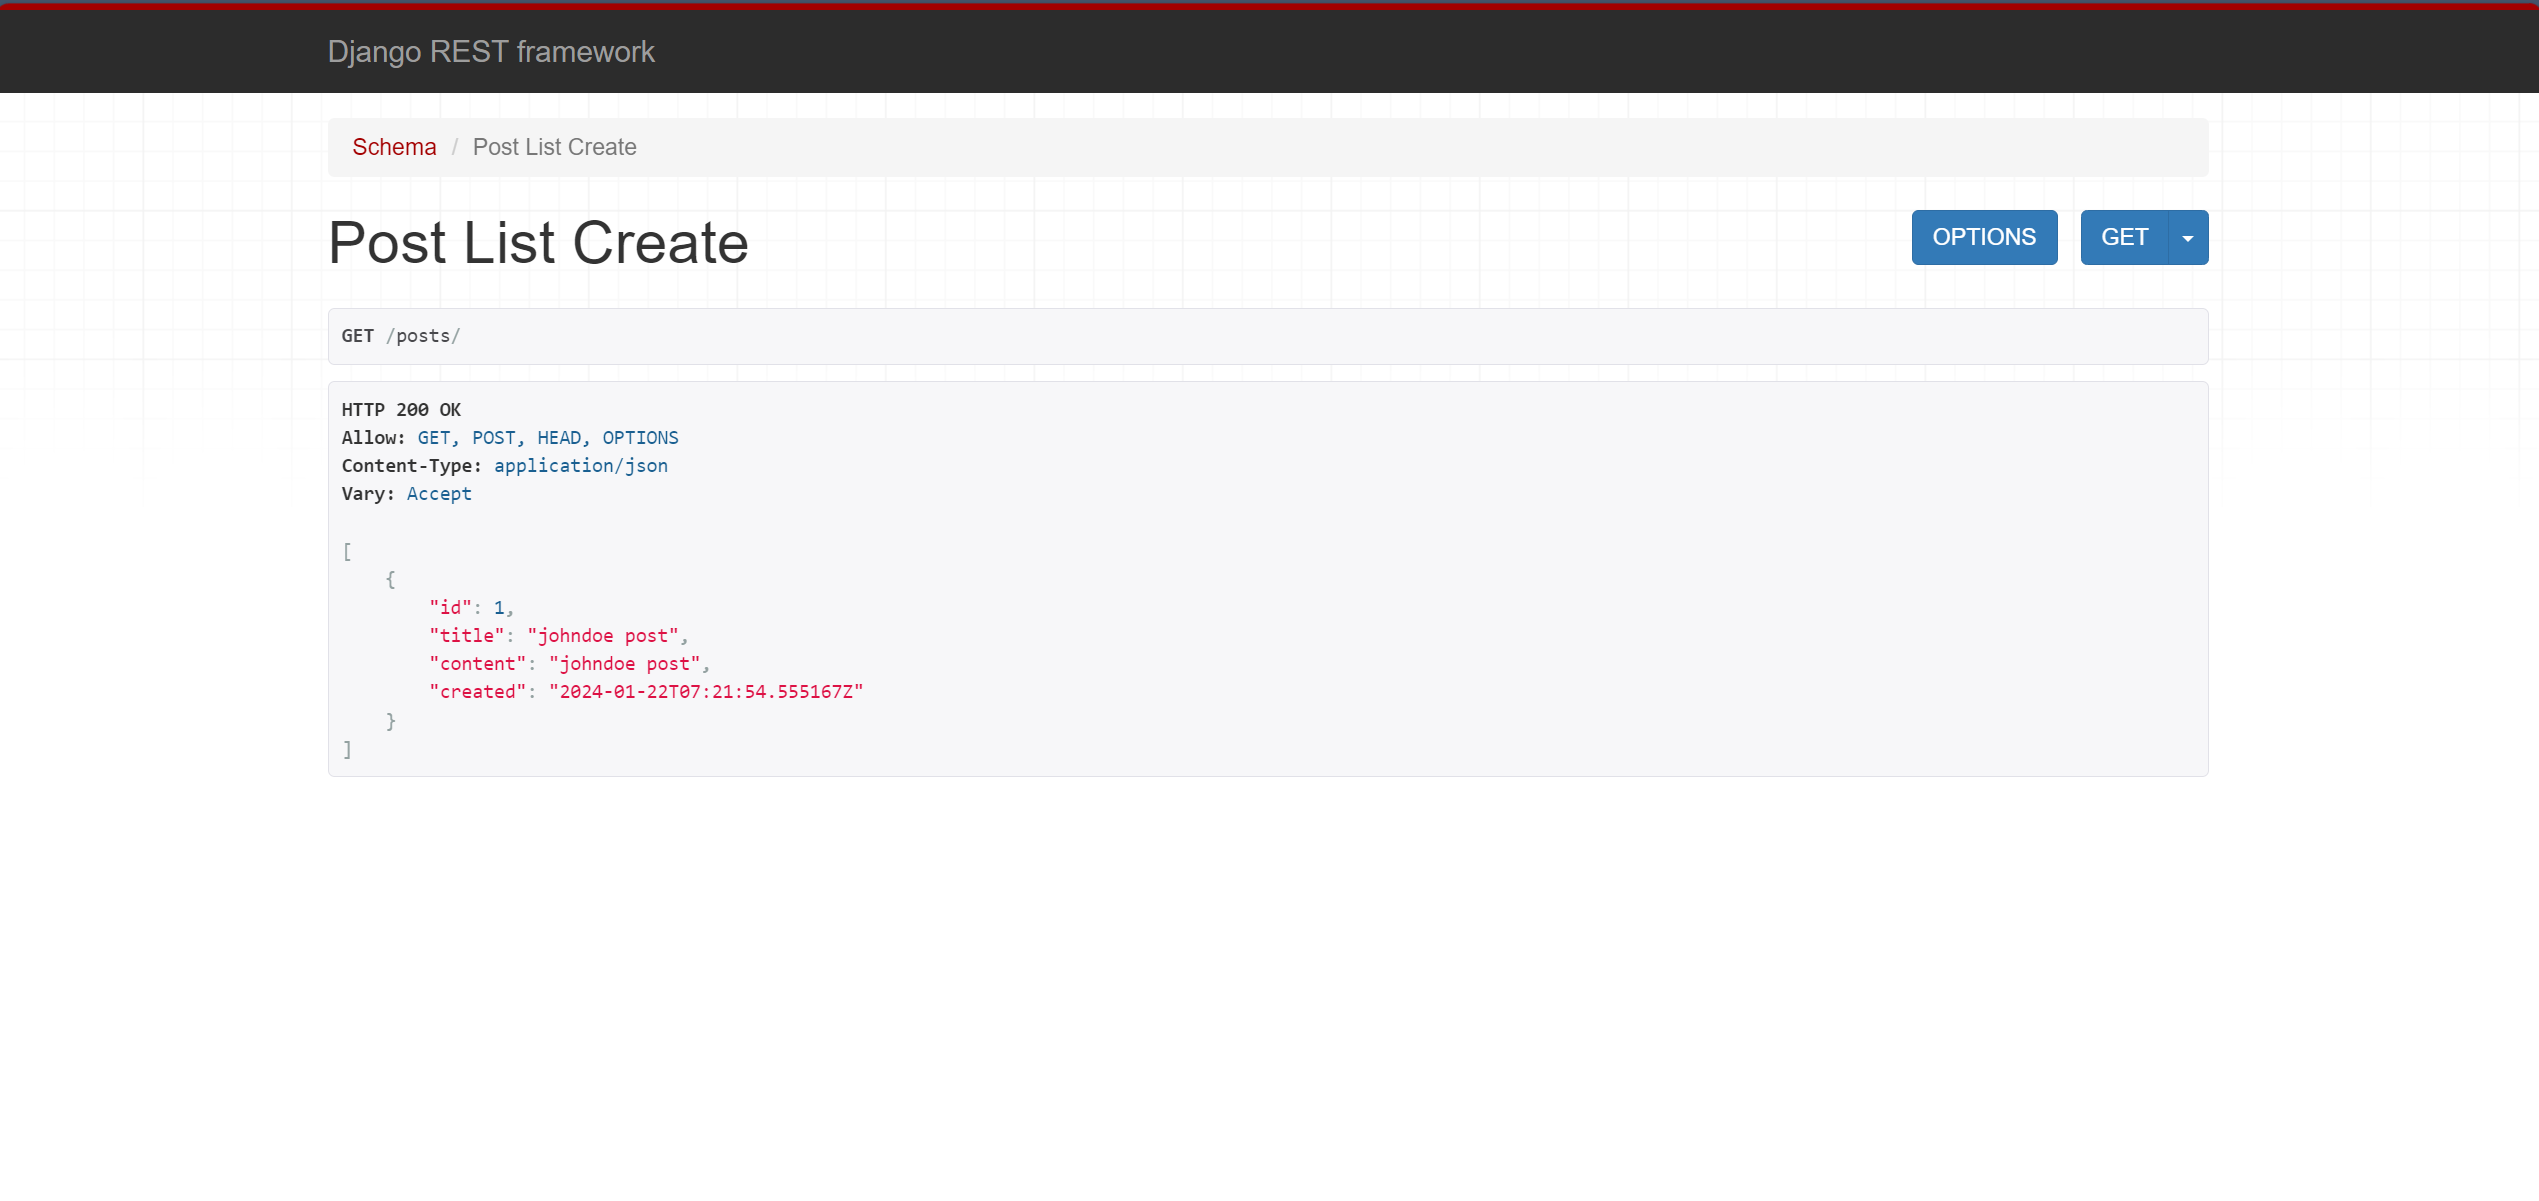 Django REST framework
Schema / Post List Create
Post List Create
OPTIONS
GET
GET /posts/
HTTP 200 OK
Allow: GET, POST, HEAD, OPTIONS
Content-Type: application/json
Vary: Accept
[
    {
        "id": 1,
        "title": "johndoe post",
        "content": "johndoe post",
        "created": "2024-01-22T07:21:54.555167Z"
    }
]